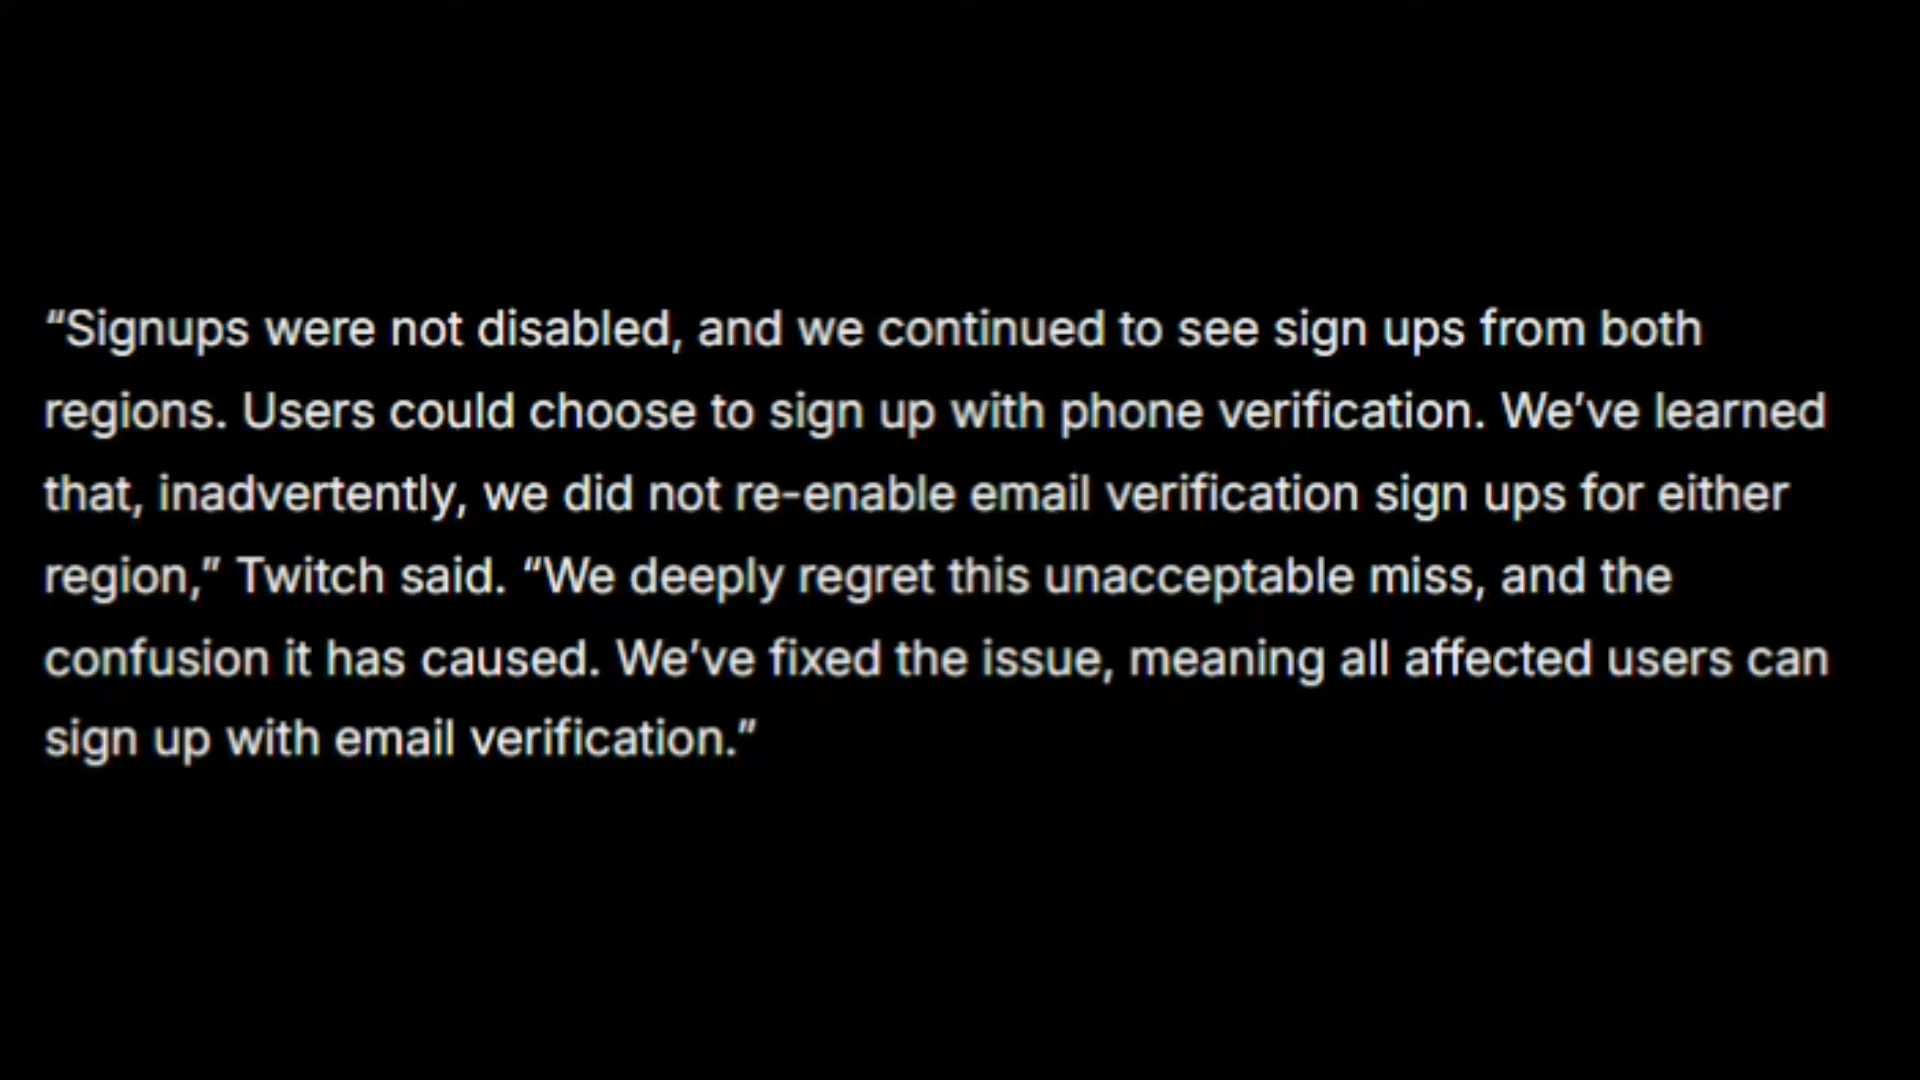 “Signups were not disabled, and we continued to see sign ups from both
regions. Users could choose to sign up with phone verification. We’ve learned
that, inadvertently, we did not re-enable email verification sign ups for either
region,” Twitch said. “We deeply regret this unacceptable miss, and the
confusion it has caused. We’ve fixed the issue, meaning all affected users can
sign up with email verification.”